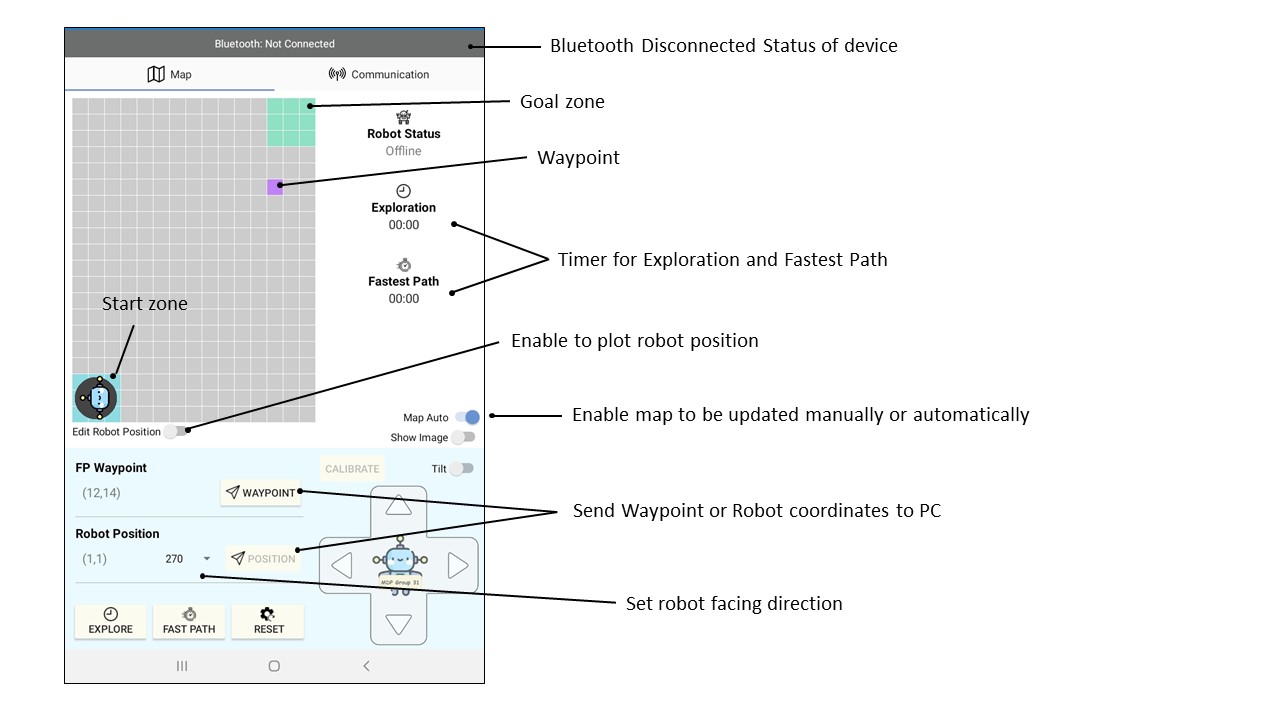 Bluetooth: Not Connected
Bluetooth Disconnected Status of device
Map
Communication
Goal zone
Robot Status
Offline
Waypoint
Exploration
00:00
Timer for Exploration and Fastest Path
Fastest Path
00:00
Start zone
Enable to plot robot position
Map Auto
Enable map to be updated manually or automatically
Edit Robot Position
Show Image
FP Waypoint
CALIBRATE
Tilt
(12,14)
WAYPOINT
Send Waypoint or Robot coordinates to PC
Robot Position
(1,1)
270
POSITION
MDP Group 31
Set robot facing direction
EXPLORE
FAST PATH
RESET